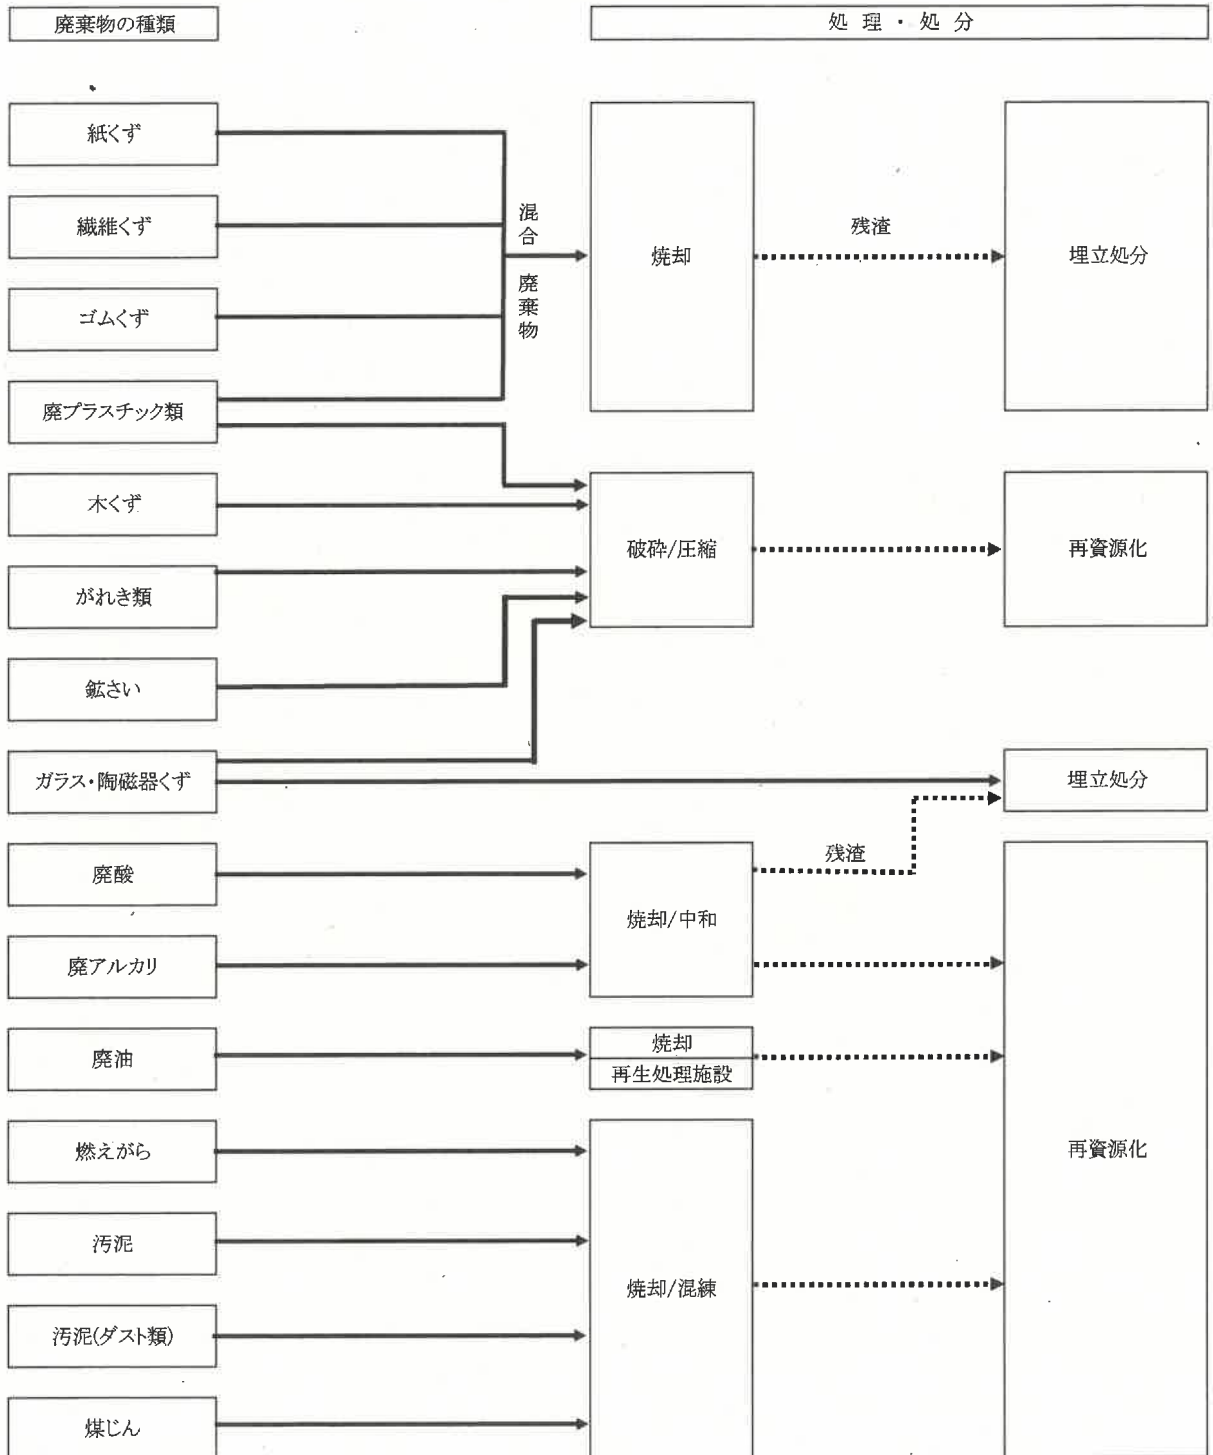 廃棄物の種類
処理・処分
紙くず
繊維くず
ゴムくず
廃プラスチック類
木くず
がれき類
鉱さい
ガラス・陶磁器くず
廃酸
廃アルカリ
廃油
燃えがら
汚泥
汚泥(ダスト類)
煤じん
混合
廃棄物
焼却
残渣
埋立処分
破砕/圧縮
再資源化
埋立処分
焼却/中和
残渣
焼却
再生処理施設
焼却/混練
再資源化